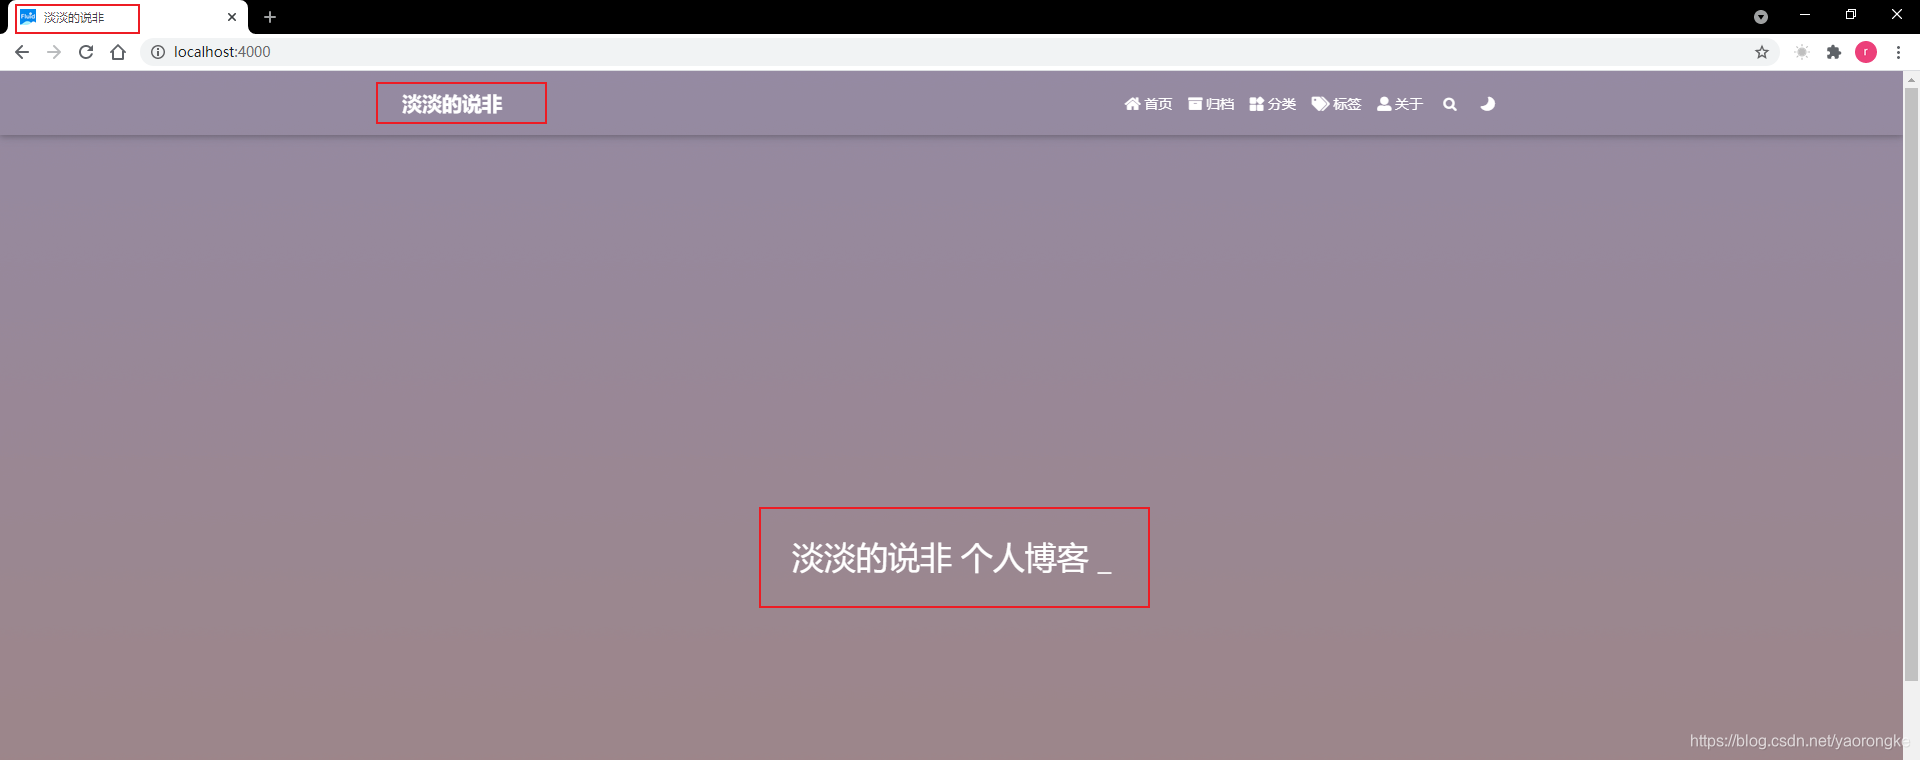 Fluid 淡淡的说非
localhost:4000
r
淡淡的说非 首页 归档 分类 标签 关于
淡淡的说非 个人博客 _
https://blog.csdn.net/yaorongke